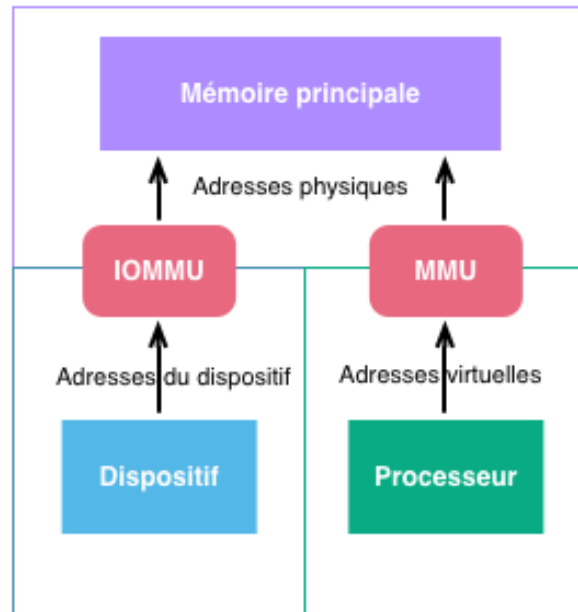 Mémoire principale
Adresses physiques
IOMMU
MMU
Adresses du dispositif
Adresses virtuelles
Dispositif
Processeur